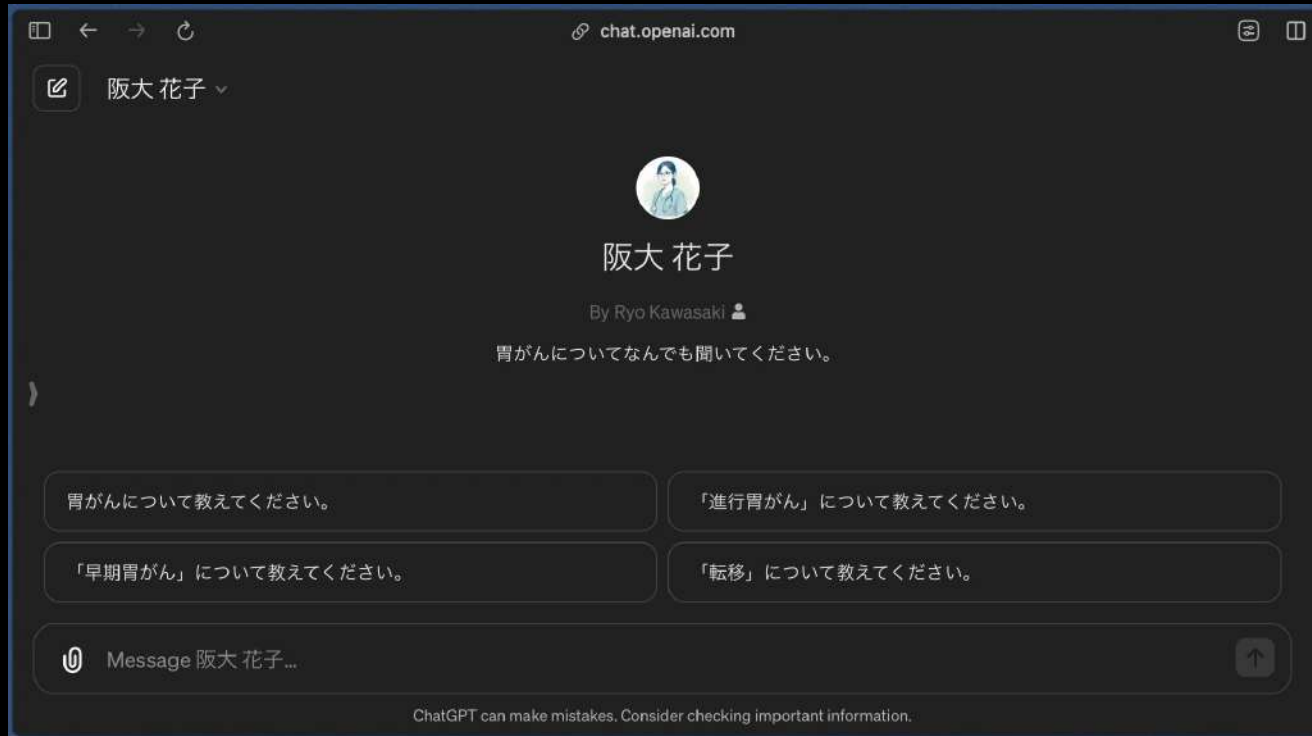 chat.openai.com
阪大 花子
阪大 花子
By Ryo Kawasaki
胃がんについてなんでも聞いてください。
胃がんについて教えてください。
「進行胃がん」について教えてください。
「早期胃がん」について教えてください。
「転移」について教えてください。
Message 阪大 花子…
ChatGPT can make mistakes. Consider checking important information.